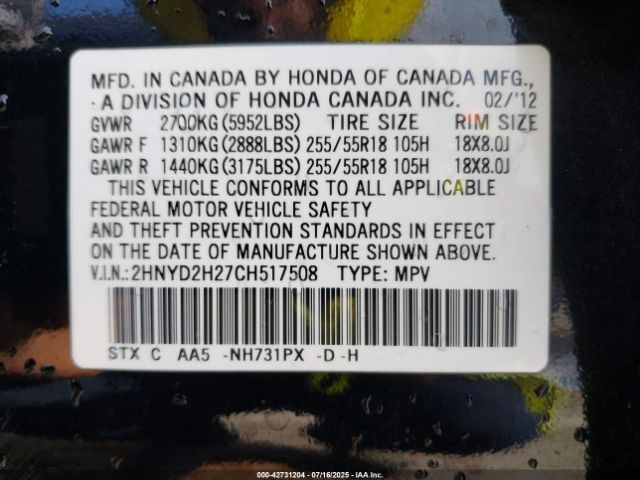 MFD. IN CANADA BY HONDA OF CANADA MFG.,
· A DIVISION OF HONDA CANADA INC. 02/'12
GVWR 2700KG(5952LBS) TIRE SIZE RIM SIZE
GAWR F 1310KG(2888LBS) 255/55R18 105H 18X8.0J
GAWR R 1440KG(3175LBS) 255/55R18 105H 18X8.0J
THIS VEHICLE CONFORMS TO ALL APPLICABLE
FEDERAL MOTOR VEHICLE SAFETY
AND THEFT PREVENTION STANDARDS IN EFFECT
ON THE DATE OF MANUFACTURE SHOWN ABOVE.
V.I.N.:2HNYD2H27CH517508 TYPE: MPV
STX C AA5 -NH731PX -D -H
000-42731204 - 07/16/2025 - IAA Inc.